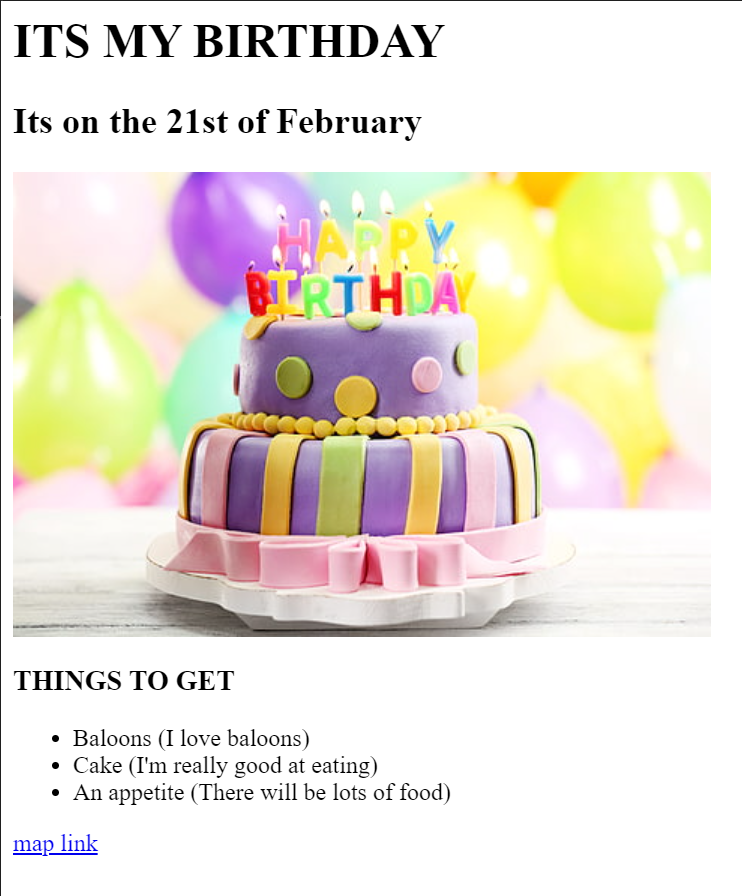 ITS MY BIRTHDAY
Its on the 21st of February
HAPPY
BIRTHDAY
THINGS TO GET
Baloons (I love baloons)
Cake (I'm really good at eating)
An appetite (There will be lots of food)
map link